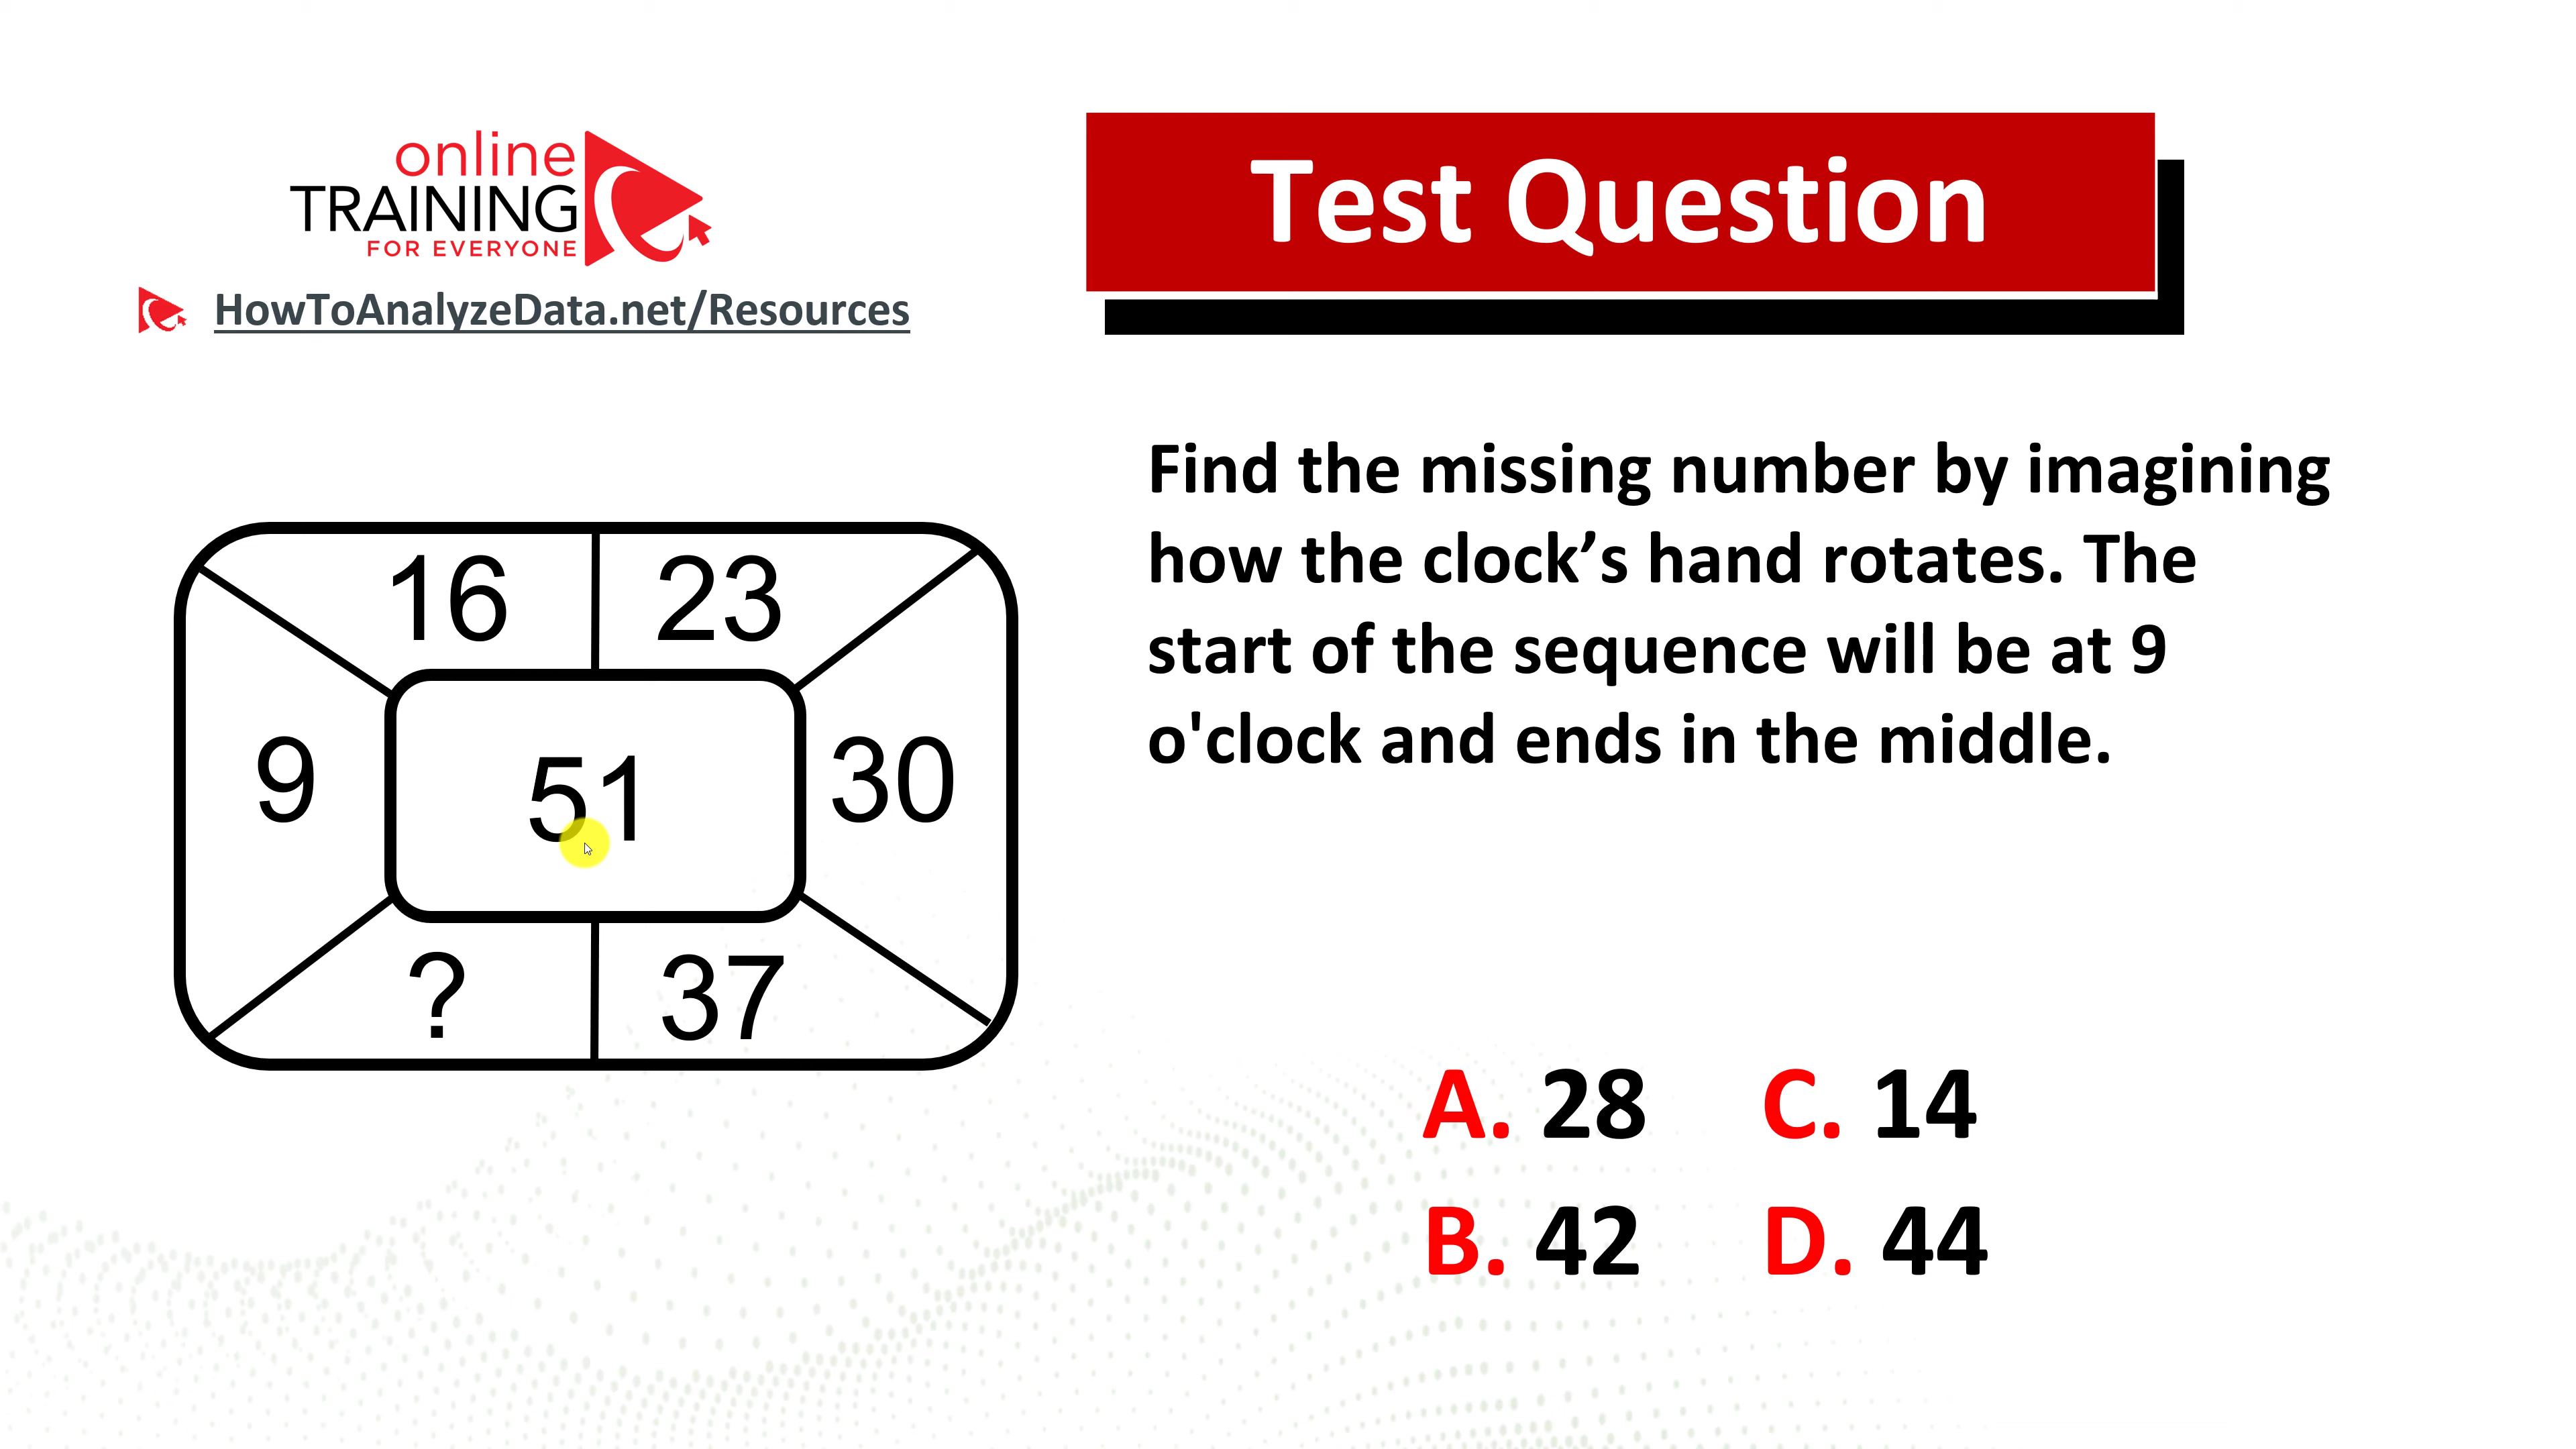 online
TRAINING
FOR EVERYONE
HowToAnalyzeData.net/Resources
Test Question
Find the missing number by imagining
how the clock’s hand rotates. The
start of the sequence will be at 9
o'clock and ends in the middle.
16 23
9 51 30
? 37
A. 28 C. 14
B. 42 D. 44